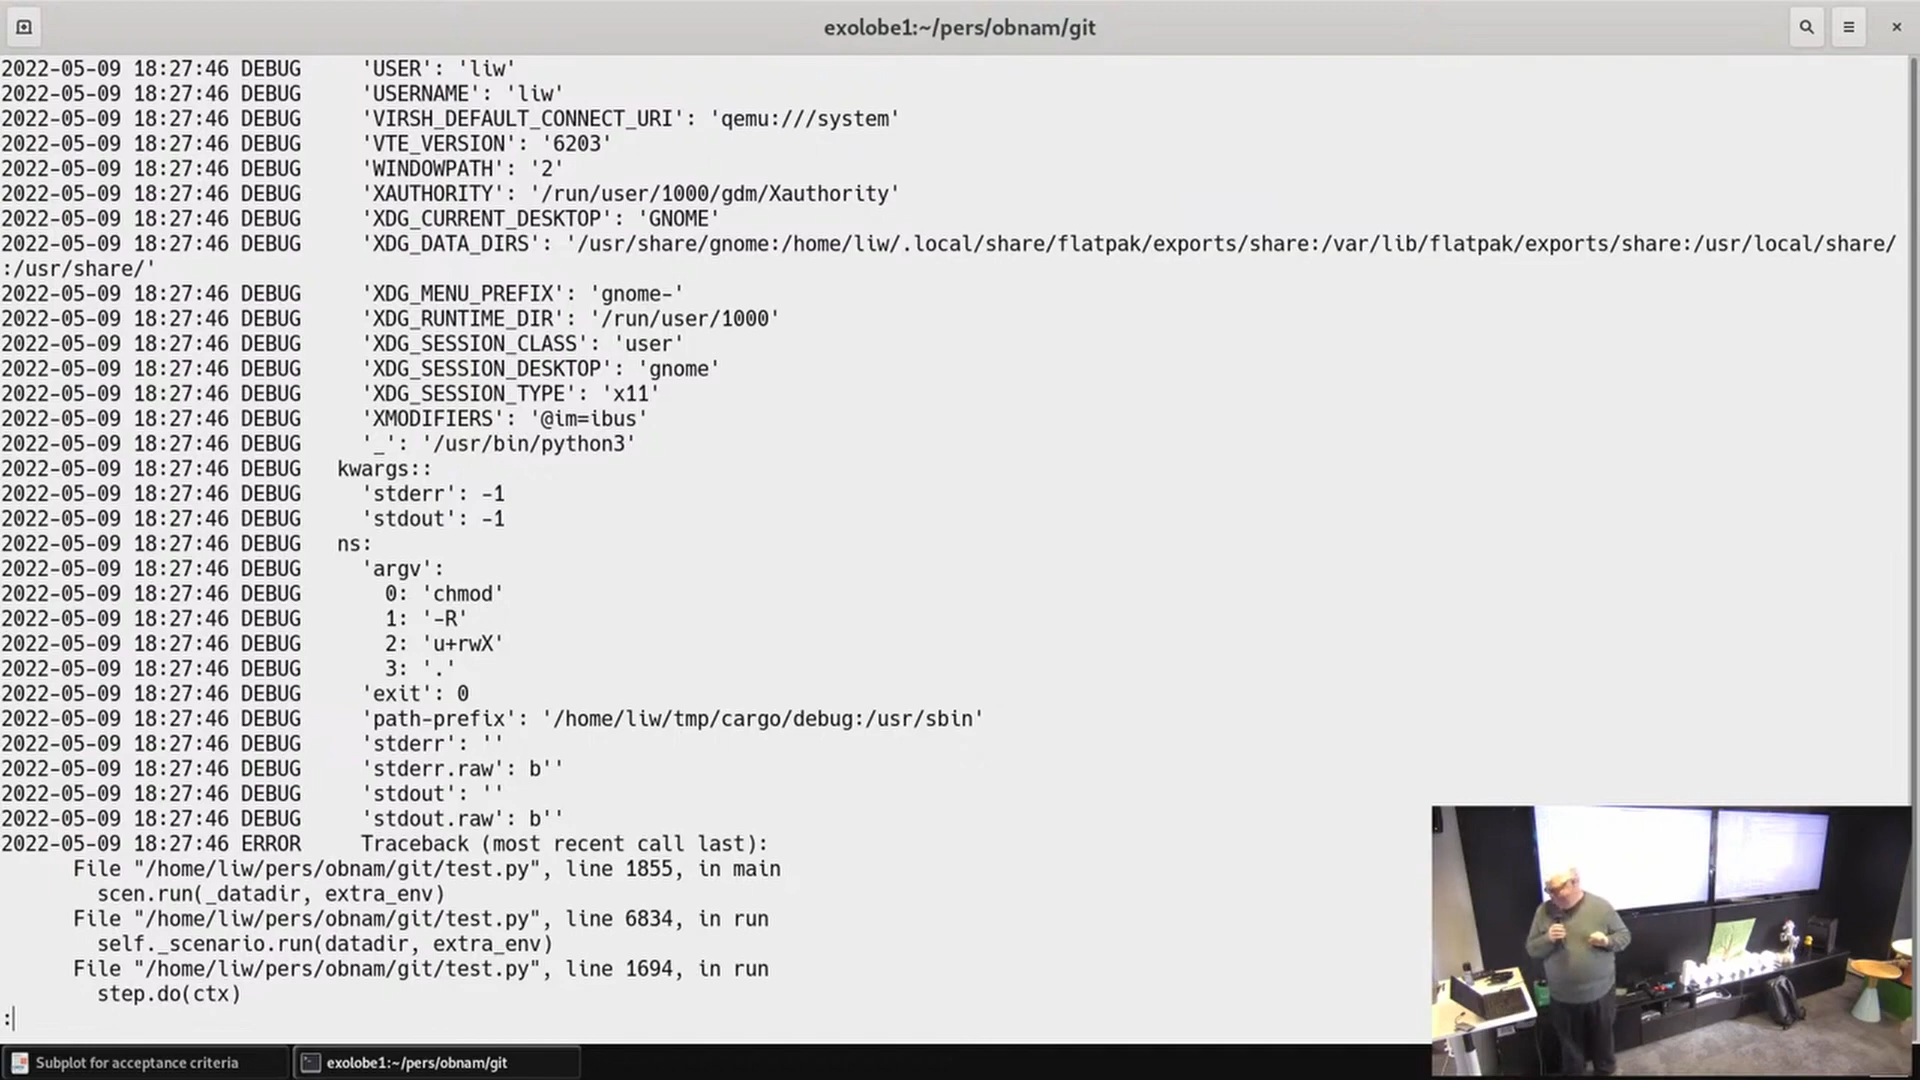 exolobe1:~/pers/obnam/git
2022-05-09 18:27:46 DEBUG 'USER': 'liw'
2022-05-09 18:27:46 DEBUG 'USERNAME': 'liw'
2022-05-09 18:27:46 DEBUG 'VIRSH_DEFAULT_CONNECT_URI': 'qemu:///system'
2022-05-09 18:27:46 DEBUG 'VTE_VERSION': '6203'
2022-05-09 18:27:46 DEBUG 'WINDOWPATH': '2'
2022-05-09 18:27:46 DEBUG 'XAUTHORITY': '/run/user/1000/gdm/Xauthority'
2022-05-09 18:27:46 DEBUG 'XDG_CURRENT_DESKTOP': 'GNOME'
2022-05-09 18:27:46 DEBUG 'XDG_DATA_DIRS': '/usr/share/gnome:/home/liw/.local/share/flatpak/exports/share:/var/lib/flatpak/exports/share:/usr/local/share/
:/usr/share/'
2022-05-09 18:27:46 DEBUG 'XDG_MENU_PREFIX': 'gnome-'
2022-05-09 18:27:46 DEBUG 'XDG_RUNTIME_DIR': '/run/user/1000'
2022-05-09 18:27:46 DEBUG 'XDG_SESSION_CLASS': 'user'
2022-05-09 18:27:46 DEBUG 'XDG_SESSION_DESKTOP': 'gnome'
2022-05-09 18:27:46 DEBUG 'XDG_SESSION_TYPE': 'x11'
2022-05-09 18:27:46 DEBUG 'XMODIFIERS': '@im=ibus'
2022-05-09 18:27:46 DEBUG '_': '/usr/bin/python3'
2022-05-09 18:27:46 DEBUG kwargs::
2022-05-09 18:27:46 DEBUG 'stderr': -1
2022-05-09 18:27:46 DEBUG 'stdout': -1
2022-05-09 18:27:46 DEBUG ns:
2022-05-09 18:27:46 DEBUG 'argv':
2022-05-09 18:27:46 DEBUG 0: 'chmod'
2022-05-09 18:27:46 DEBUG 1: '-R'
2022-05-09 18:27:46 DEBUG 2: 'u+rwX'
2022-05-09 18:27:46 DEBUG 3: '.'
2022-05-09 18:27:46 DEBUG 'exit': 0
2022-05-09 18:27:46 DEBUG 'path-prefix': '/home/liw/tmp/cargo/debug:/usr/sbin'
2022-05-09 18:27:46 DEBUG 'stderr': ''
2022-05-09 18:27:46 DEBUG 'stderr.raw': b''
2022-05-09 18:27:46 DEBUG 'stdout': ''
2022-05-09 18:27:46 DEBUG 'stdout.raw': b''
2022-05-09 18:27:46 ERROR Traceback (most recent call last):
File "/home/liw/pers/obnam/git/test.py", line 1855, in main
scen.run(_datadir, extra_env)
File "/home/liw/pers/obnam/git/test.py", line 6834, in run
self._scenario.run(datadir, extra_env)
File "/home/liw/pers/obnam/git/test.py", line 1694, in run
step.do(ctx)
:
Subplot for acceptance criteria
exolobe1:~/pers/obnam/git